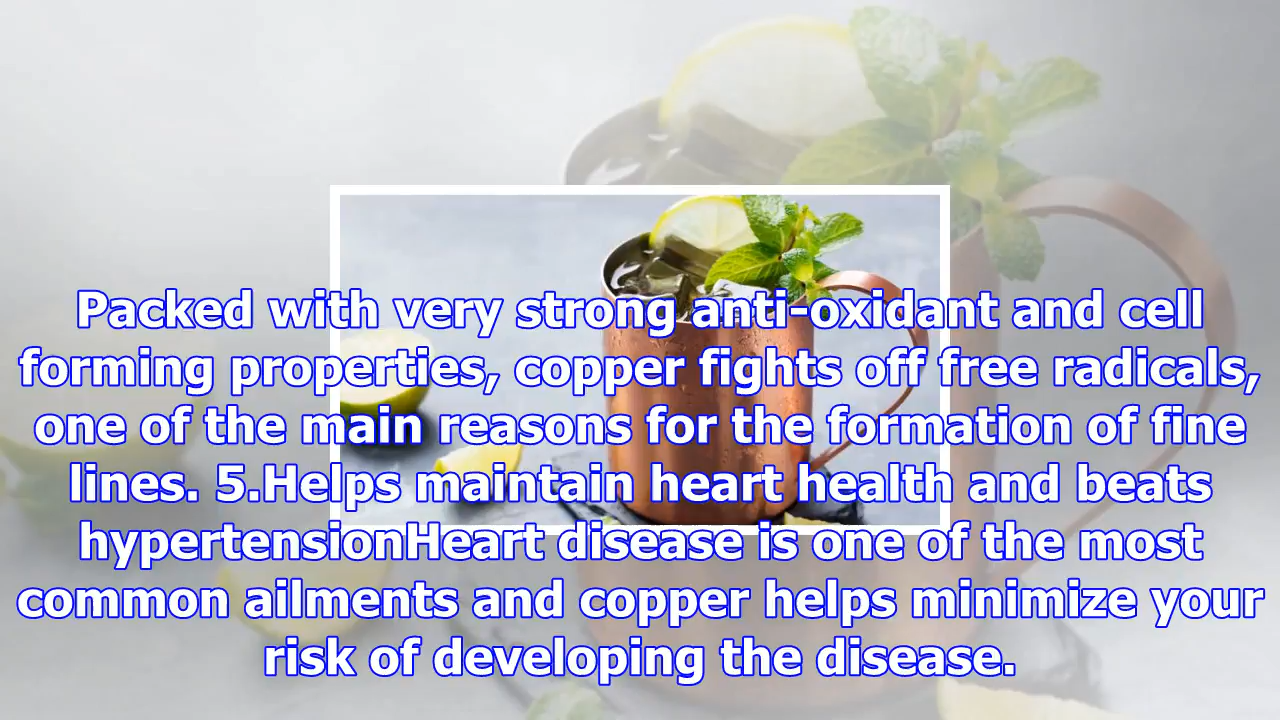 Packed with very strong anti-oxidant and cell
forming properties, copper fights off free radicals,
one of the main reasons for the formation of fine
lines. 5.Helps maintain heart health and beats
hypertensionHeart disease is one of the most
common ailments and copper helps minimize your
risk of developing the disease.